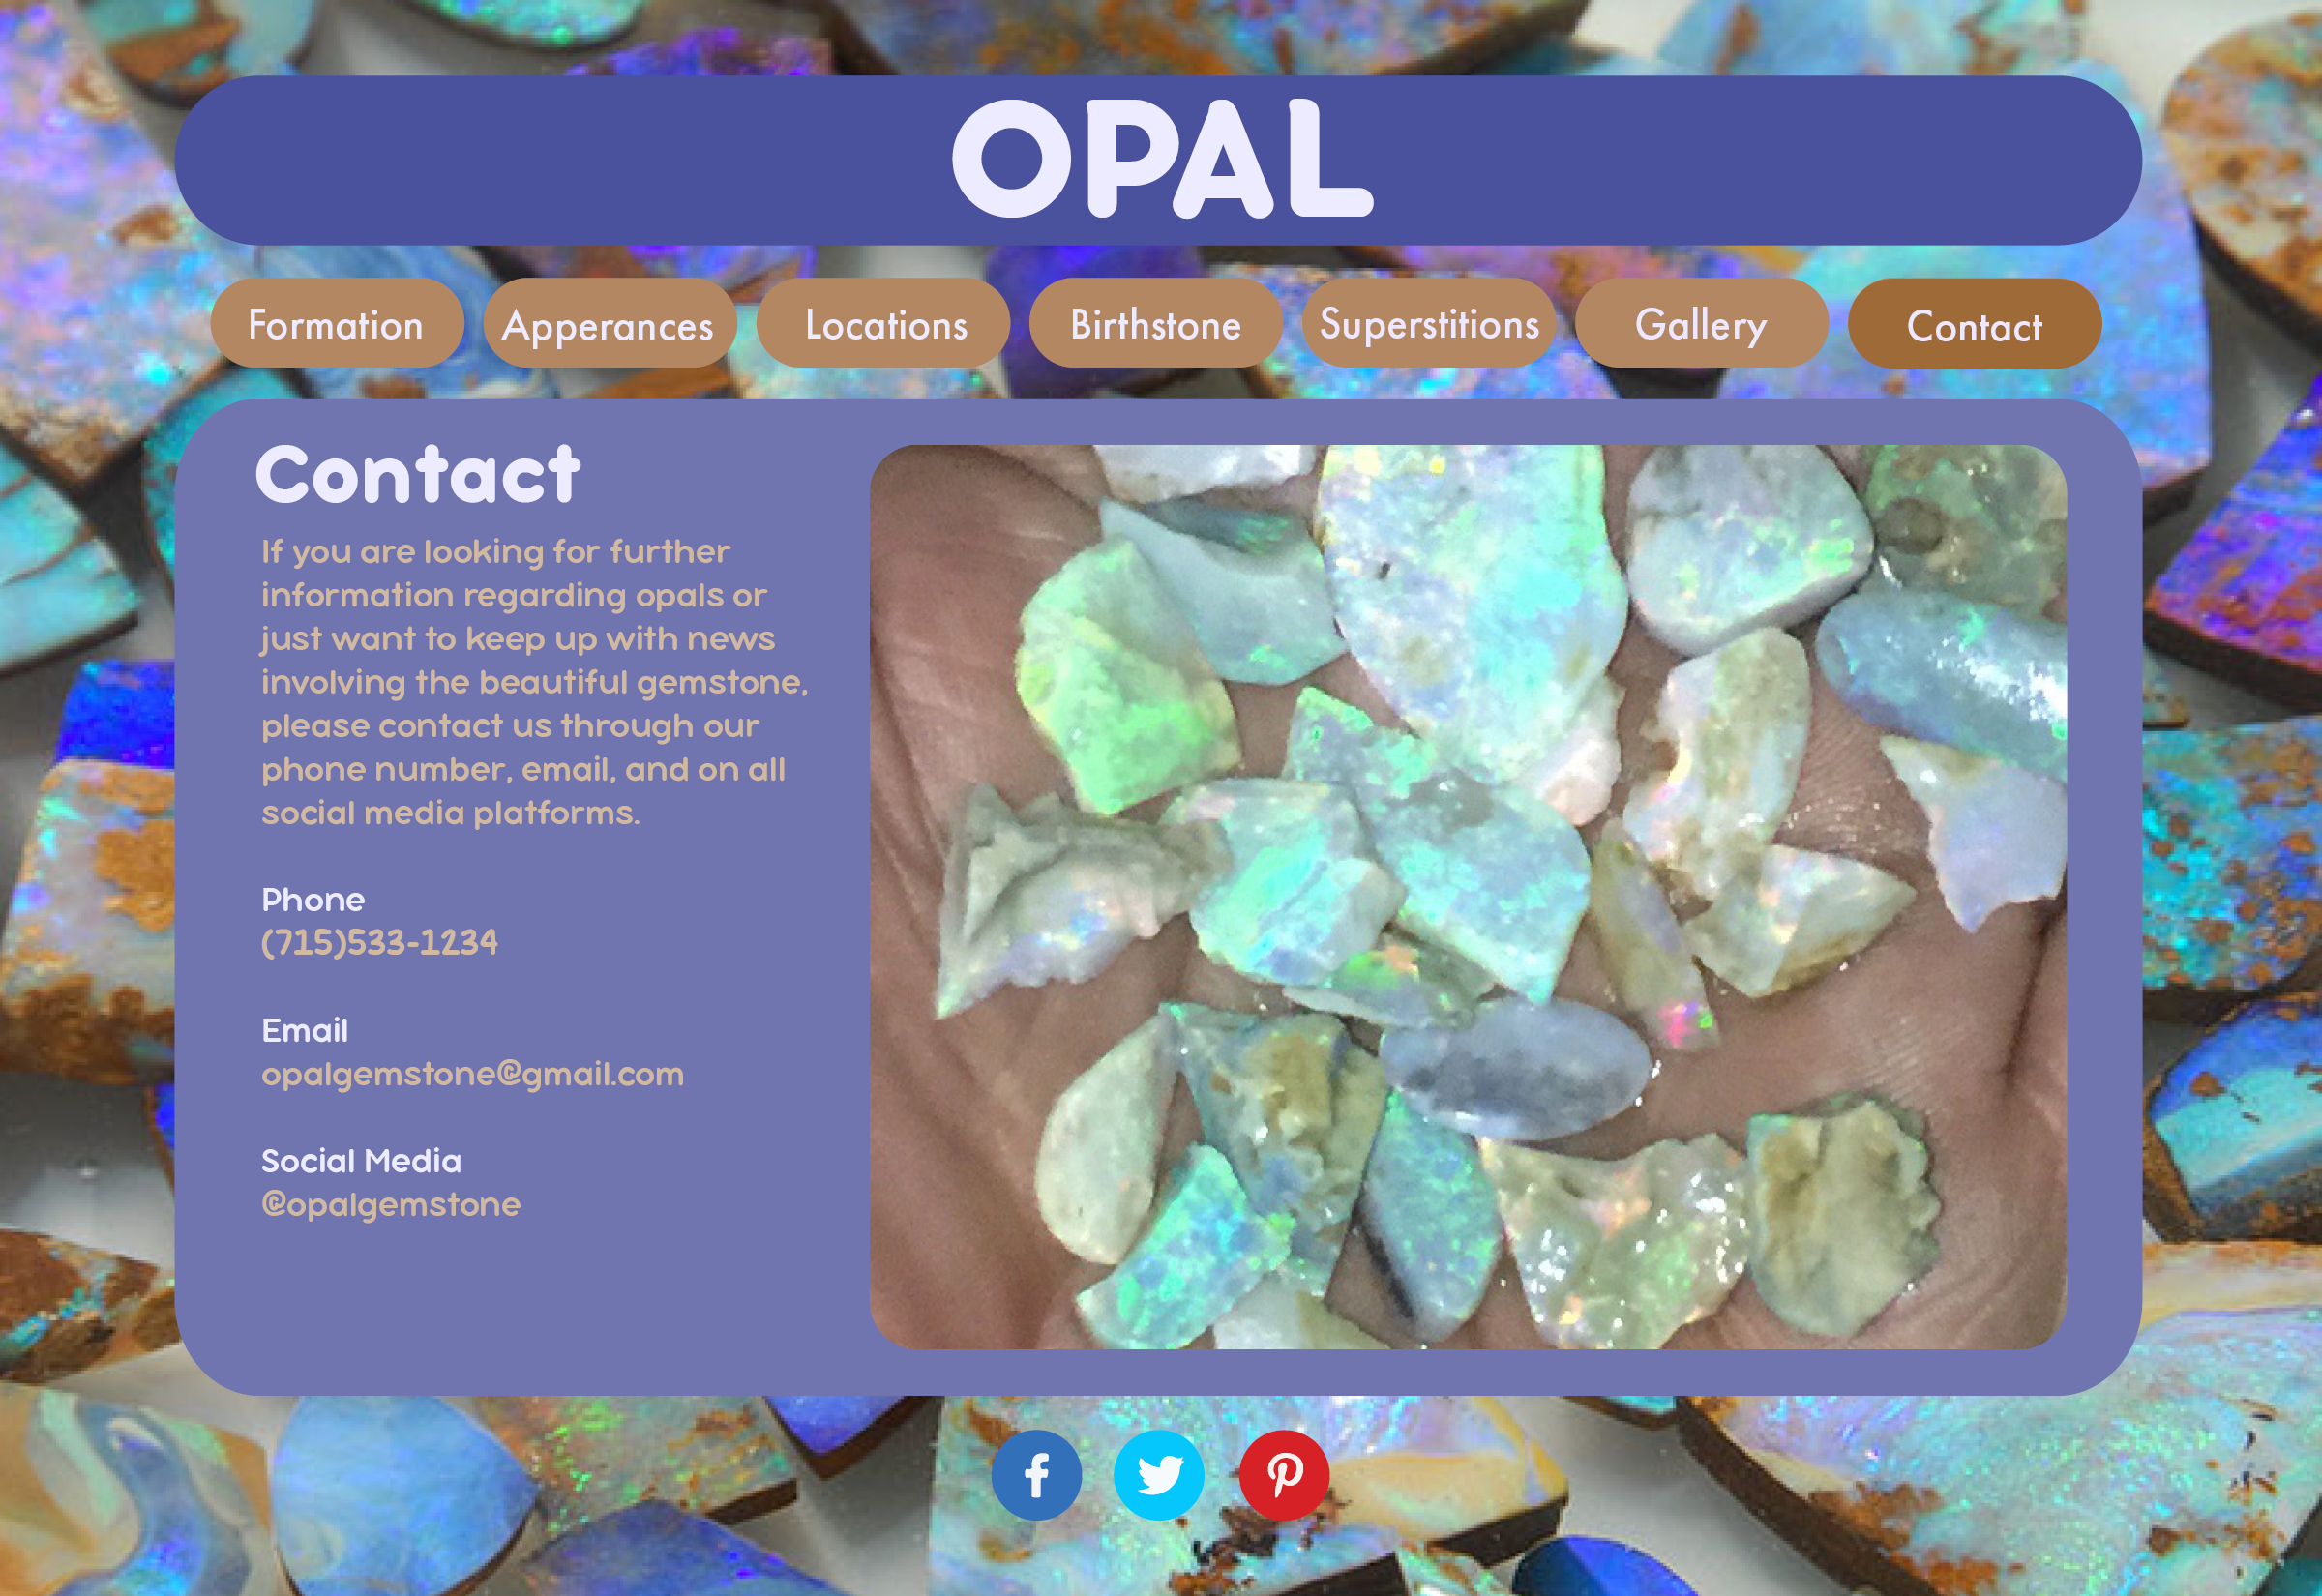 OPAL
Formation
Apperances
Locations
Birthstone
Superstitions
Gallery
Contact
Contact
If you are looking for further
information regarding opals or
just want to keep up with news
involving the beautiful gemstone,
please contact us through our
phone number, email, and on all
social media platforms.
Phone
(715)533-1234
Email
opalgemstone@gmail.com
Social Media
@opalgemstone